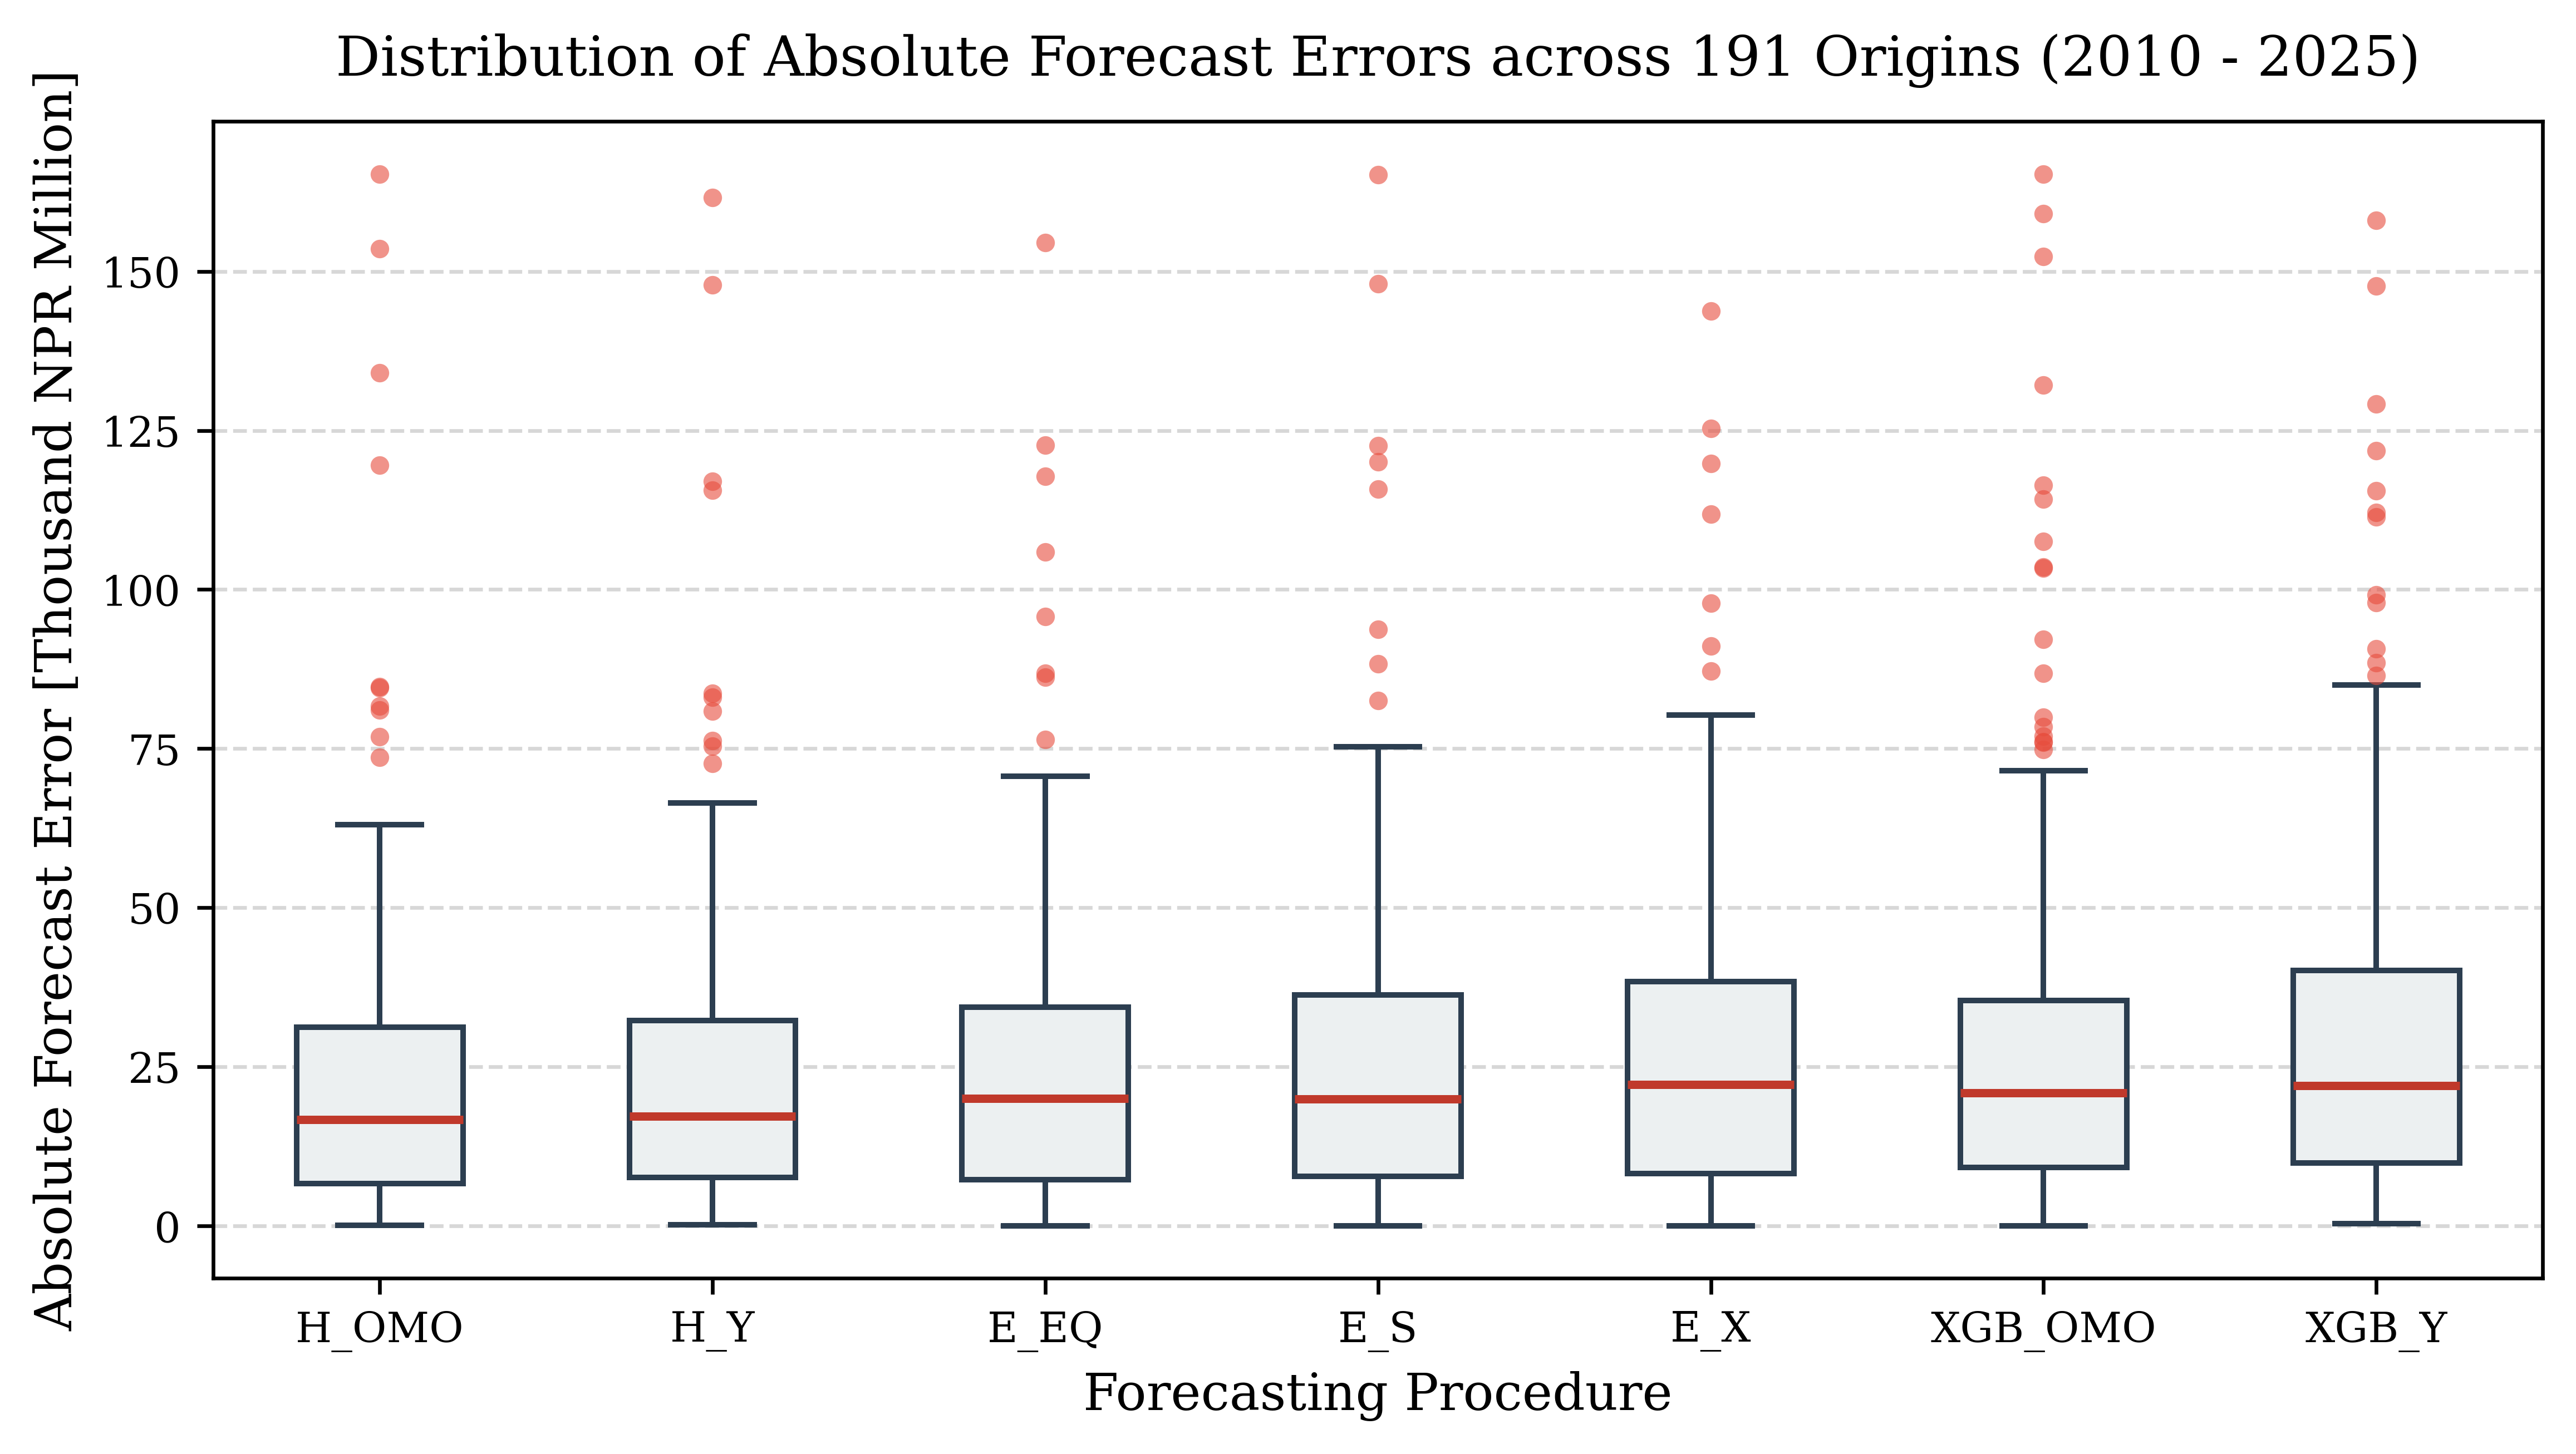 Distribution of Absolute Forecast Errors across 191 Origins (2010 - 2025)
Absolute Forecast Error [Thousand NPR Million]
150
125
100
75
50
25
0
H_OMO
H_Y
E_EQ
E_S
E_X
XGB_OMO
XGB_Y
Forecasting Procedure